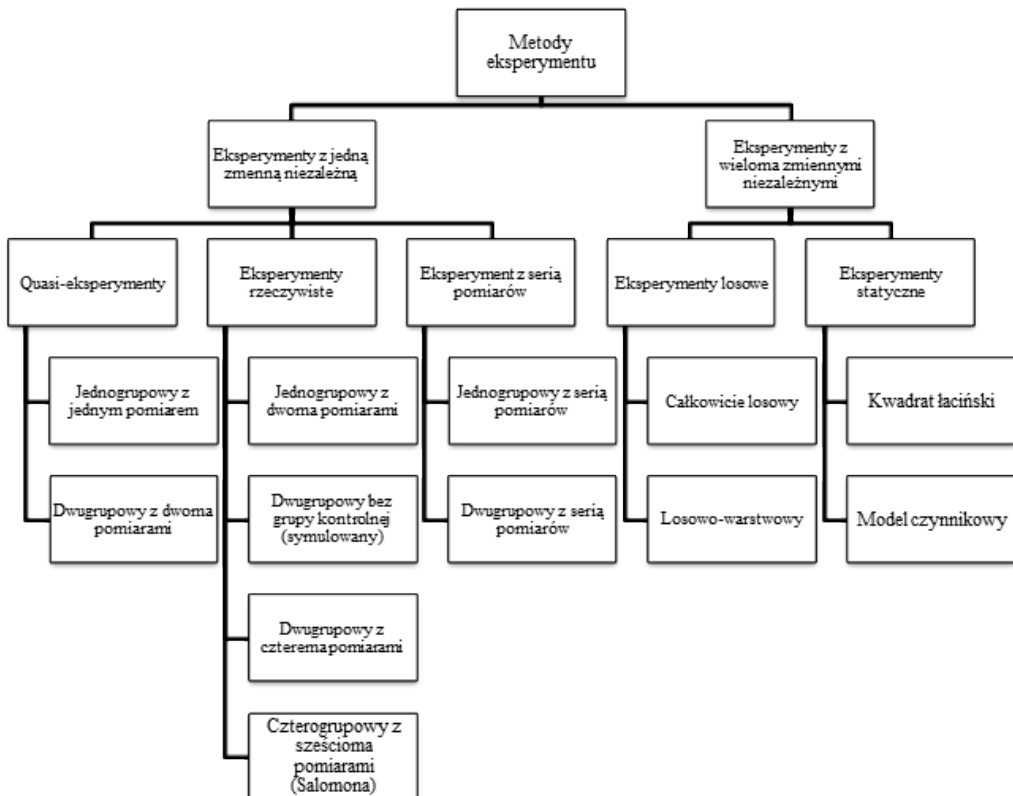 Metody
eksperymentu
Eksperymenty z jedną
zmenną niezależną
Eksperymenty z
wieloma zmiennymi
niezależnymi
Quasi-eksperymenty
Eksperymenty
rzeczywiste
Eksperyment z serią
pomiarów
Eksperymenty losowe
Eksperymenty
statyczne
Jednogrupowy z
jednym pomiarem
Jednogrupowy z
dwoma pomiarami
Jednogrupowy z serią
pomiarów
Całkowicie losowy
Kwadrat łaciński
Dwugrupowy z dwoma
pomiarami
Dwugrupowy bez
grupy kontrolnej
(symulowany)
Dwugrupowy z serią
pomiarów
Losowo-warstwowy
Model czynnikowy
Dwugrupowy z
czterema pomiarami
Czterogrupowy z
sześcioma
pomiarami
(Salomona)